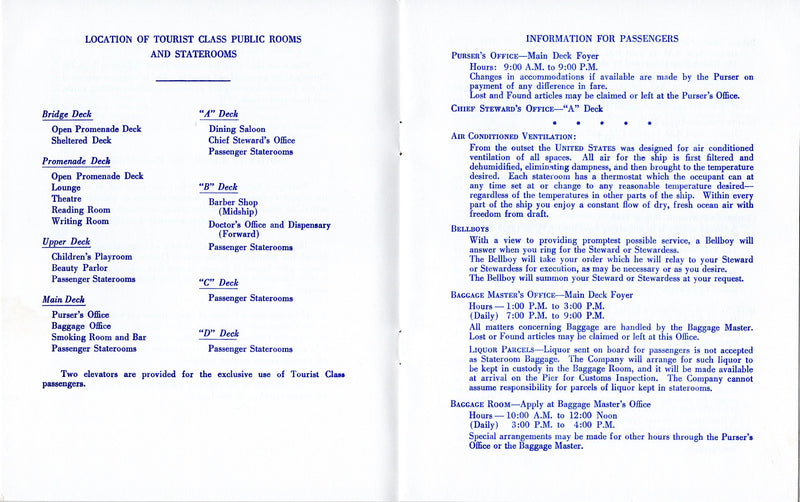 LOCATION OF TOURIST CLASS PUBLIC ROOMS
AND STATEROOMS
Bridge Deck
Open Promenade Deck
Sheltered Deck
Promenade Deck
Open Promenade Deck
Lounge
Theatre
Reading Room
Writing Room
Upper Deck
Children's Playroom
Beauty Parlor
Passenger Staterooms
Main Deck
Purser's Office
Baggage Office
Smoking Room and Bar
Passenger Staterooms
"A" Deck
Dining Saloon
Chief Steward's Office
Passenger Staterooms
"B" Deck
Barber Shop
(Midship)
Doctor's Office and Dispensary
(Forward)
Passenger Staterooms
"C" Deck
Passenger Staterooms
"D" Deck
Passenger Staterooms
Two elevators are provided for the exclusive use of Tourist Class
passengers.
INFORMATION FOR PASSENGERS
PURSER'S OFFICE—Main Deck Foyer
Hours: 9:00 A.M. to 9:00 P.M.
Changes in accommodations if available are made by the Purser on
payment of any difference in fare.
Lost and Found articles may be claimed or left at the Purser's Office.
CHIEF STEWARD'S OFFICE—"A" Deck
* * * * *
AIR CONDITIONED VENTILATION:
From the outset the UNITED STATES was designed for air conditioned
ventilation of all spaces. All air for the ship is first filtered and
dehumidified, eliminating dampness, and then brought to the temperature
desired. Each stateroom has a thermostat which the occupant can at
any time set at or change to any reasonable temperature desired—
regardless of the temperatures in other parts of the ship. Within every
part of the ship you enjoy a constant flow of dry, fresh ocean air with
freedom from draft.
BELLBOYS
With a view to providing promptest possible service, a Bellboy will
answer when you ring for the Steward or Stewardess.
The Bellboy will take your order which he will relay to your Steward
or Stewardess for execution, as may be necessary or as you desire.
The Bellboy will summon your Steward or Stewardess at your request.
BAGGAGE MASTER'S OFFICE—Main Deck Foyer
Hours — 1:00 P.M. to 3:00 P.M.
(Daily) 7:00 P.M. to 9:00 P.M.
All matters concerning Baggage are handled by the Baggage Master.
Lost or Found articles may be claimed or left at this Office.
LIQUOR PARCELS—Liquor sent on board for passengers is not accepted
as Stateroom Baggage. The Company will arrange for such liquor to
be kept in custody in the Baggage Room, and it will be made available
at arrival on the Pier for Customs Inspection. The Company cannot
assume responsibility for parcels of liquor kept in staterooms.
BAGGAGE ROOM—Apply at Baggage Master's Office
Hours — 10:00 A.M. to 12:00 Noon
(Daily) 3:00 P.M. to 4:00 P.M.
Special arrangements may be made for other hours through the Purser's
Office or the Baggage Master.